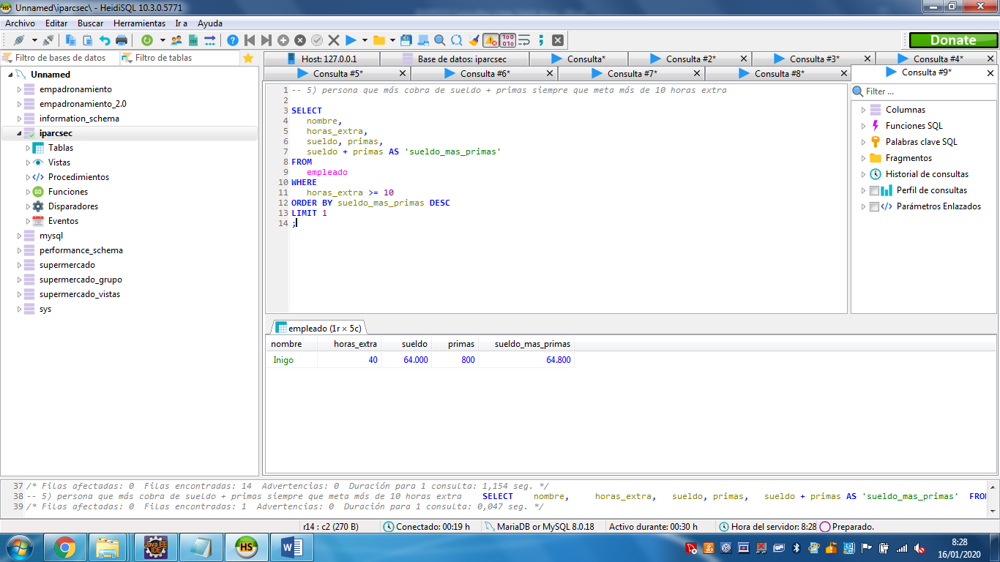 Unnamed\iparcsec\ - HeidiSQL 10.3.0.5771
Archivo Editar Buscar Herramientas Ir a Ayuda
Donate
Filtro de bases de datos Filtro de tablas
Unnamed
empadronamiento
empadronamiento_2.0
information_schema
iparcsec
Tablas
Vistas
Procedimientos
Funciones
Disparadores
Eventos
mysql
performance_schema
supermercado
supermercado_grupo
supermercado_vistas
sys
Host: 127.0.0.1 Base de datos: iparcsec Consulta* Consulta #2* Consulta #3* Consulta #4*
Consulta #5* Consulta #6* Consulta #7* Consulta #8* Consulta #9*
1 -- 5) persona que más cobra de sueldo + primas siempre que meta más de 10 horas extra
2
3 SELECT
4 nombre,
5 horas_extra,
6 sueldo, primas,
7 sueldo + primas AS 'sueldo_mas_primas'
8 FROM
9 empleado
10 WHERE
11 horas_extra >= 10
12 ORDER BY sueldo_mas_primas DESC
13 LIMIT 1
14 ;
Filter ...
Columnas
Funciones SQL
Palabras clave SQL
Fragmentos
Historial de consultas
Perfil de consultas
Parámetros Enlazados
empleado (1r × 5c)
nombre horas_extra sueldo primas sueldo_mas_primas
Inigo 40 64.000 800 64.800
37 /* Filas afectadas: 0 Filas encontradas: 14 Advertencias: 0 Duración para 1 consulta: 1,154 seg. */
38 -- 5) persona que más cobra de sueldo + primas siempre que meta más de 10 horas extra SELECT nombre, horas_extra, sueldo, primas, sueldo + primas AS 'sueldo_mas_primas' FRO
39 /* Filas afectadas: 0 Filas encontradas: 1 Advertencias: 0 Duración para 1 consulta: 0,047 seg. */
r14 : c2 (270 B) Conectado: 00:19 h MariaDB or MySQL 8.0.18 Activo durante: 00:30 h Hora del servidor: 8:28 Preparado.
8:28
16/01/2020